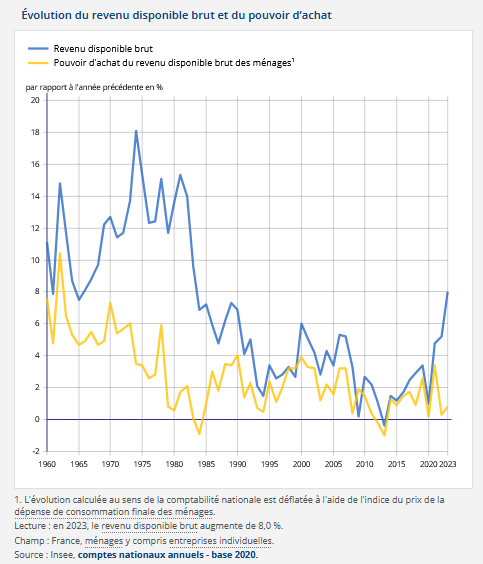 Évolution du revenu disponible brut et du pouvoir d'achat
Revenu disponible brut
Pouvoir d'achat du revenu disponible brut des ménages¹
par rapport à l'année précédente en %
20
18
16
14
12
10
8
6
4
2
0
-2
1960 1965 1970 1975 1980 1985 1990 1995 2000 2005 2010 2015 2020 2023
1. L'évolution calculée au sens de la comptabilité nationale est déflatée à l'aide de l'indice du prix de la
dépense de consommation finale des ménages.
Lecture : en 2023, le revenu disponible brut augmente de 8,0 %.
Champ : France, ménages y compris entreprises individuelles.
Source : Insee, comptes nationaux annuels - base 2020.